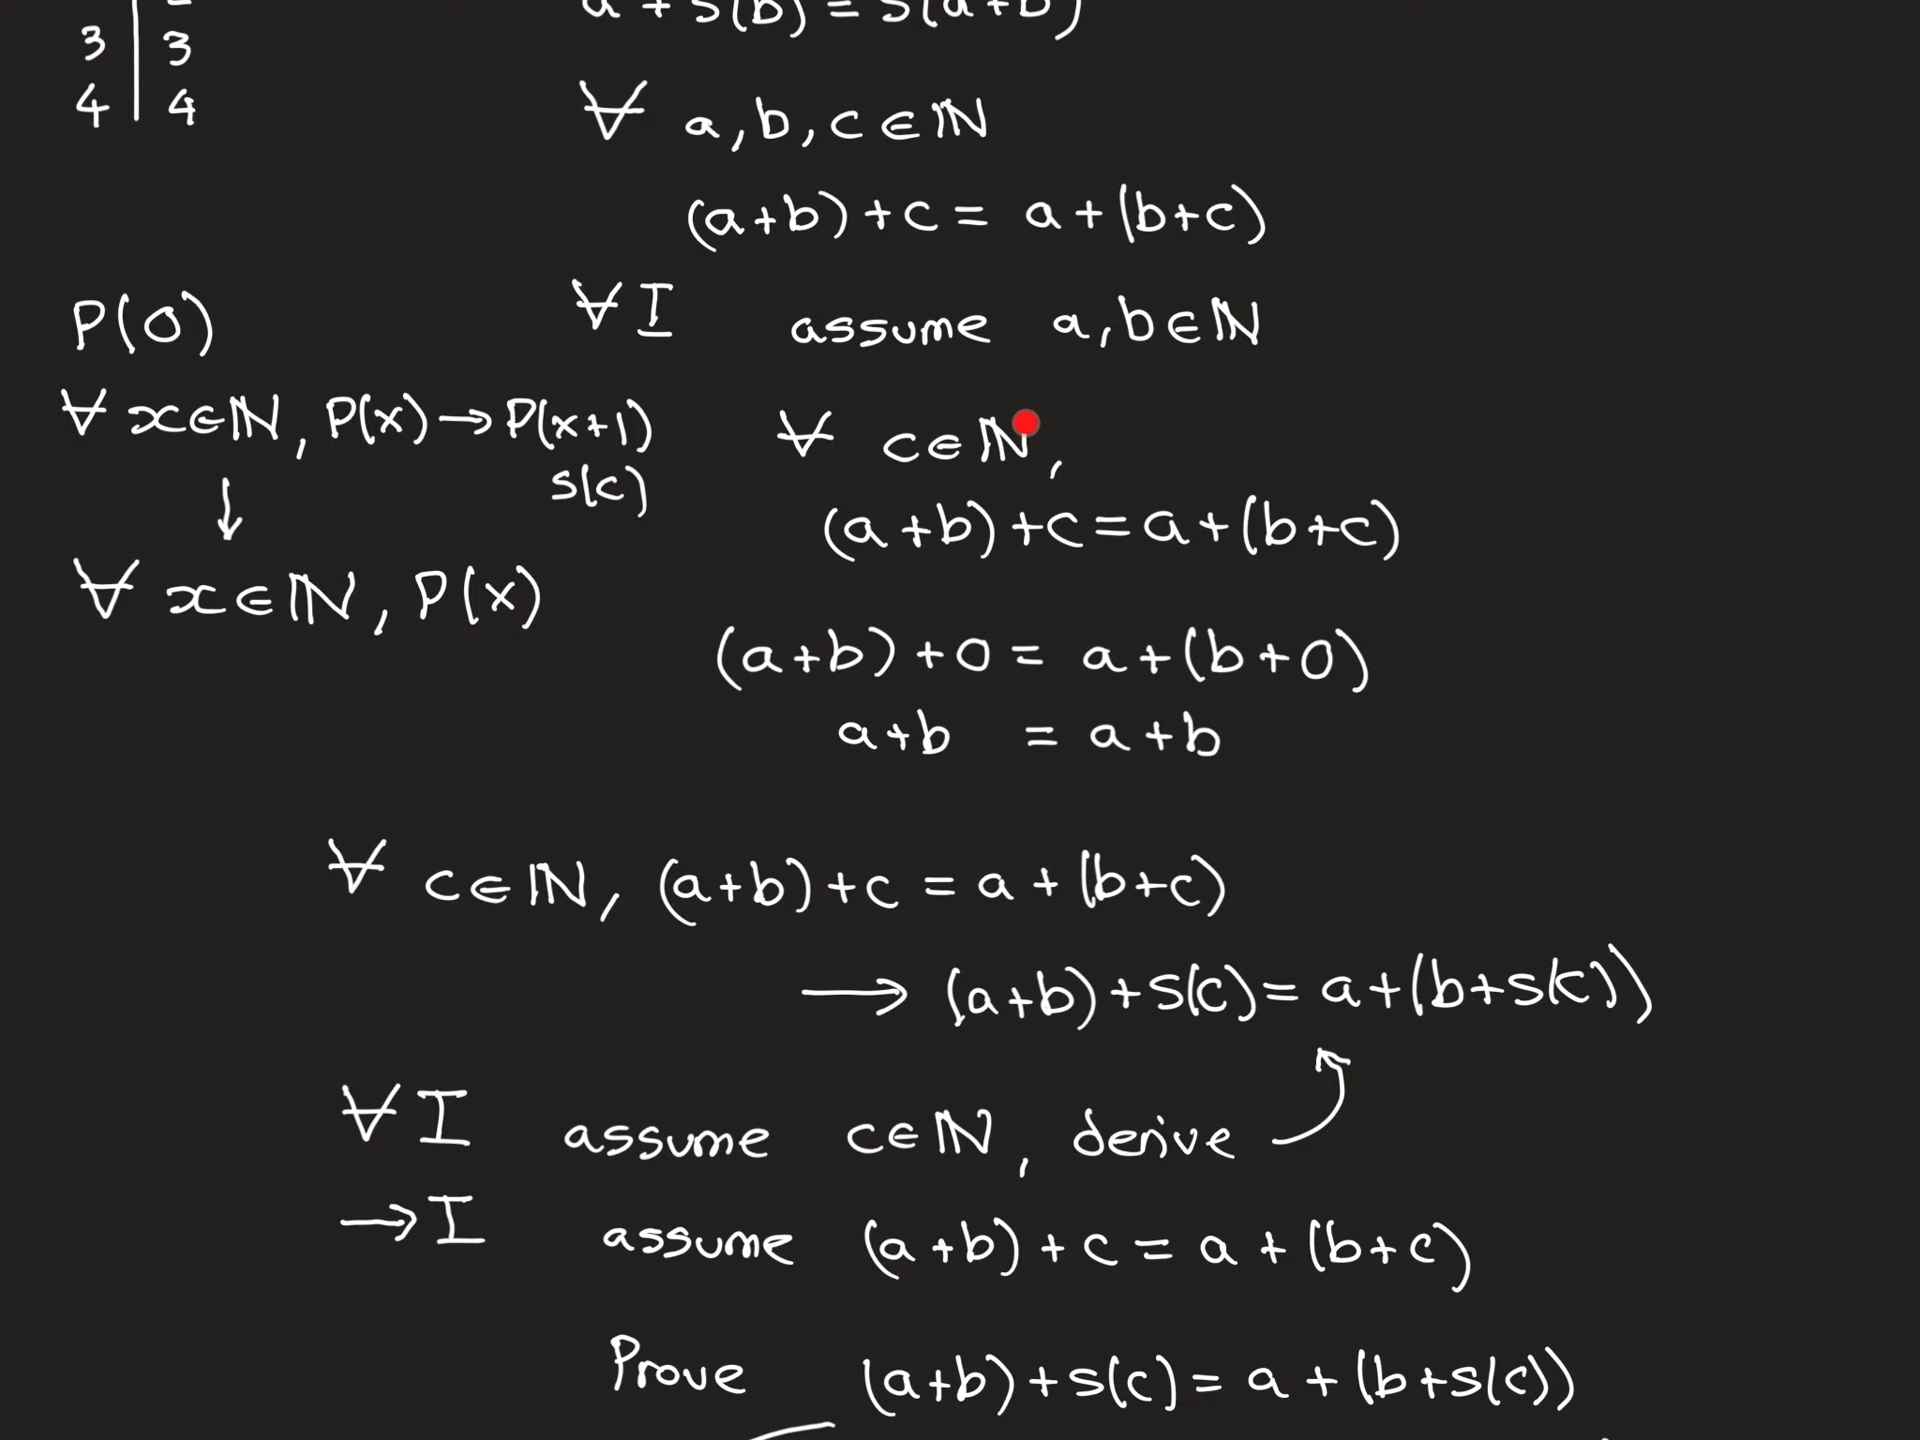 a + s(b) = s(a+b)
3 | 3
4 | 4
∀ a, b, c ∈ ℕ
(a+b) + c = a + (b+c)
∀I assume a, b ∈ ℕ
∀ c ∈ ℕ,
(a+b) + c = a + (b+c)
(a+b) + 0 = a + (b+0)
a+b = a+b
P(0)
∀ x ∈ ℕ, P(x) → P(x+1)
s(c)
↓
∀ x ∈ ℕ, P(x)
∀ c ∈ ℕ, (a+b) + c = a + (b+c)
→ (a+b) + s(c) = a + (b+s(c))
∀I assume c ∈ ℕ, derive
→I assume (a+b) + c = a + (b+c)
Prove (a+b) + s(c) = a + (b+s(c))